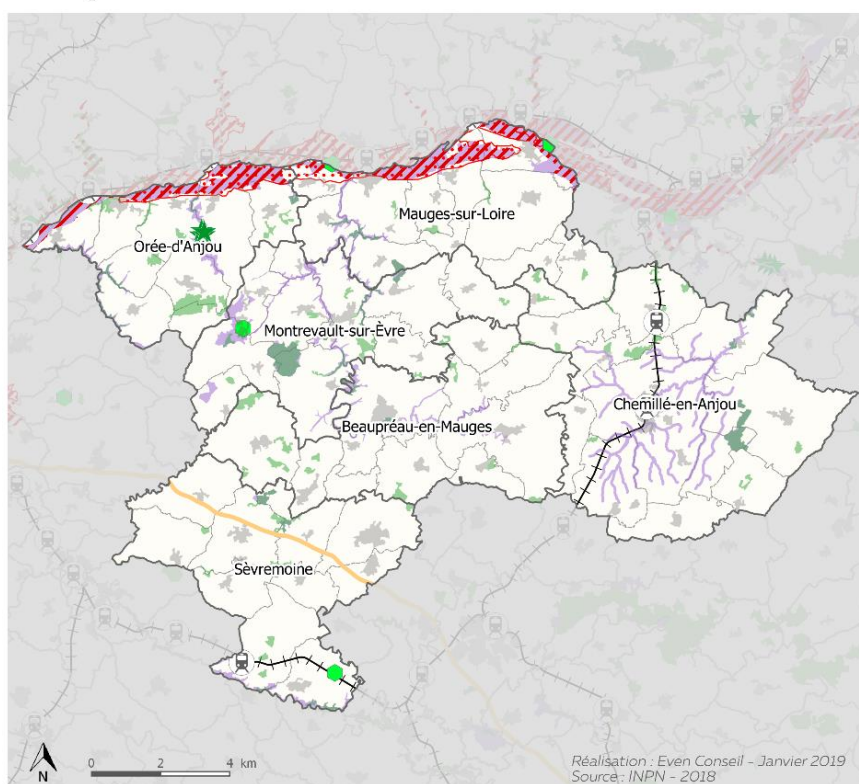 Mauges-sur-Loire
Orée-d'Anjou
Montrevault-sur-Èvre
Chemillé-en-Anjou
Beaupréau-en-Mauges
Sèvremoine
N
0 2 4 km
Réalisation : Even Conseil - Janvier 2019
Source : INPN - 2018